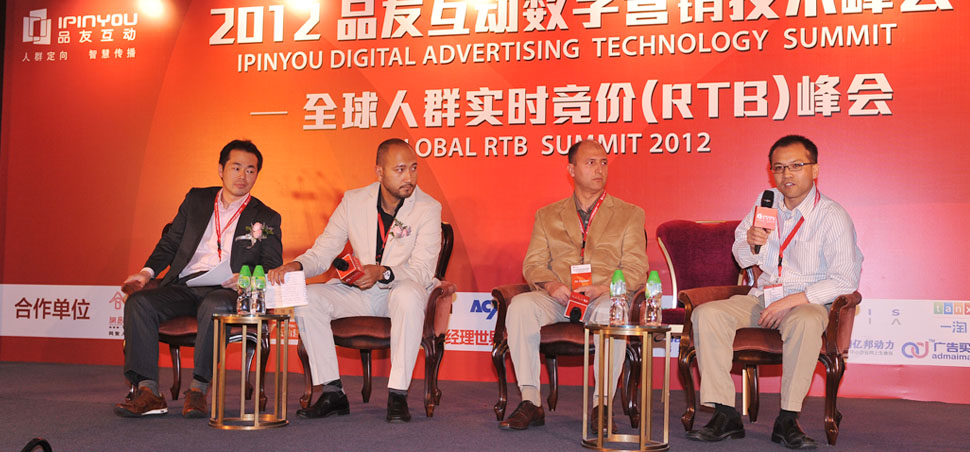 IPINYOU
品友互动
人群定向 智慧传播
2012 品友互动数字营销技术峰会
IPINYOU DIGITAL ADVERTISING TECHNOLOGY SUMMIT
全球人群实时竞价(RTB)峰会
GLOBAL RTB SUMMIT 2012
合作单位
经理世界
亿邦动力
一淘
广告买
admaima